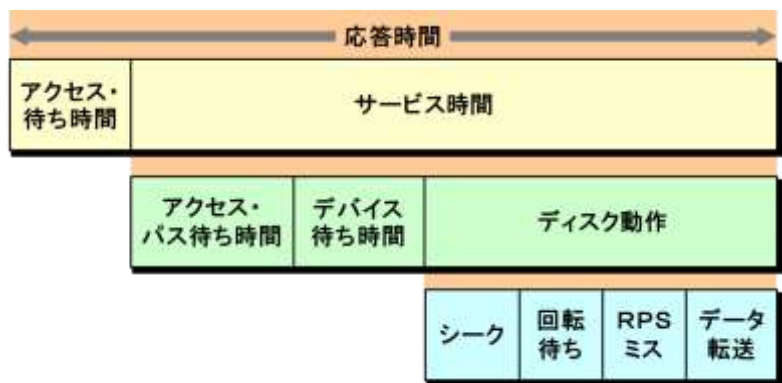 応答時間
アクセス・
待ち時間
サービス時間
アクセス・
パス待ち時間
デバイス
待ち時間
ディスク動作
シーク
回転
待ち
RPS
ミス
データ
転送